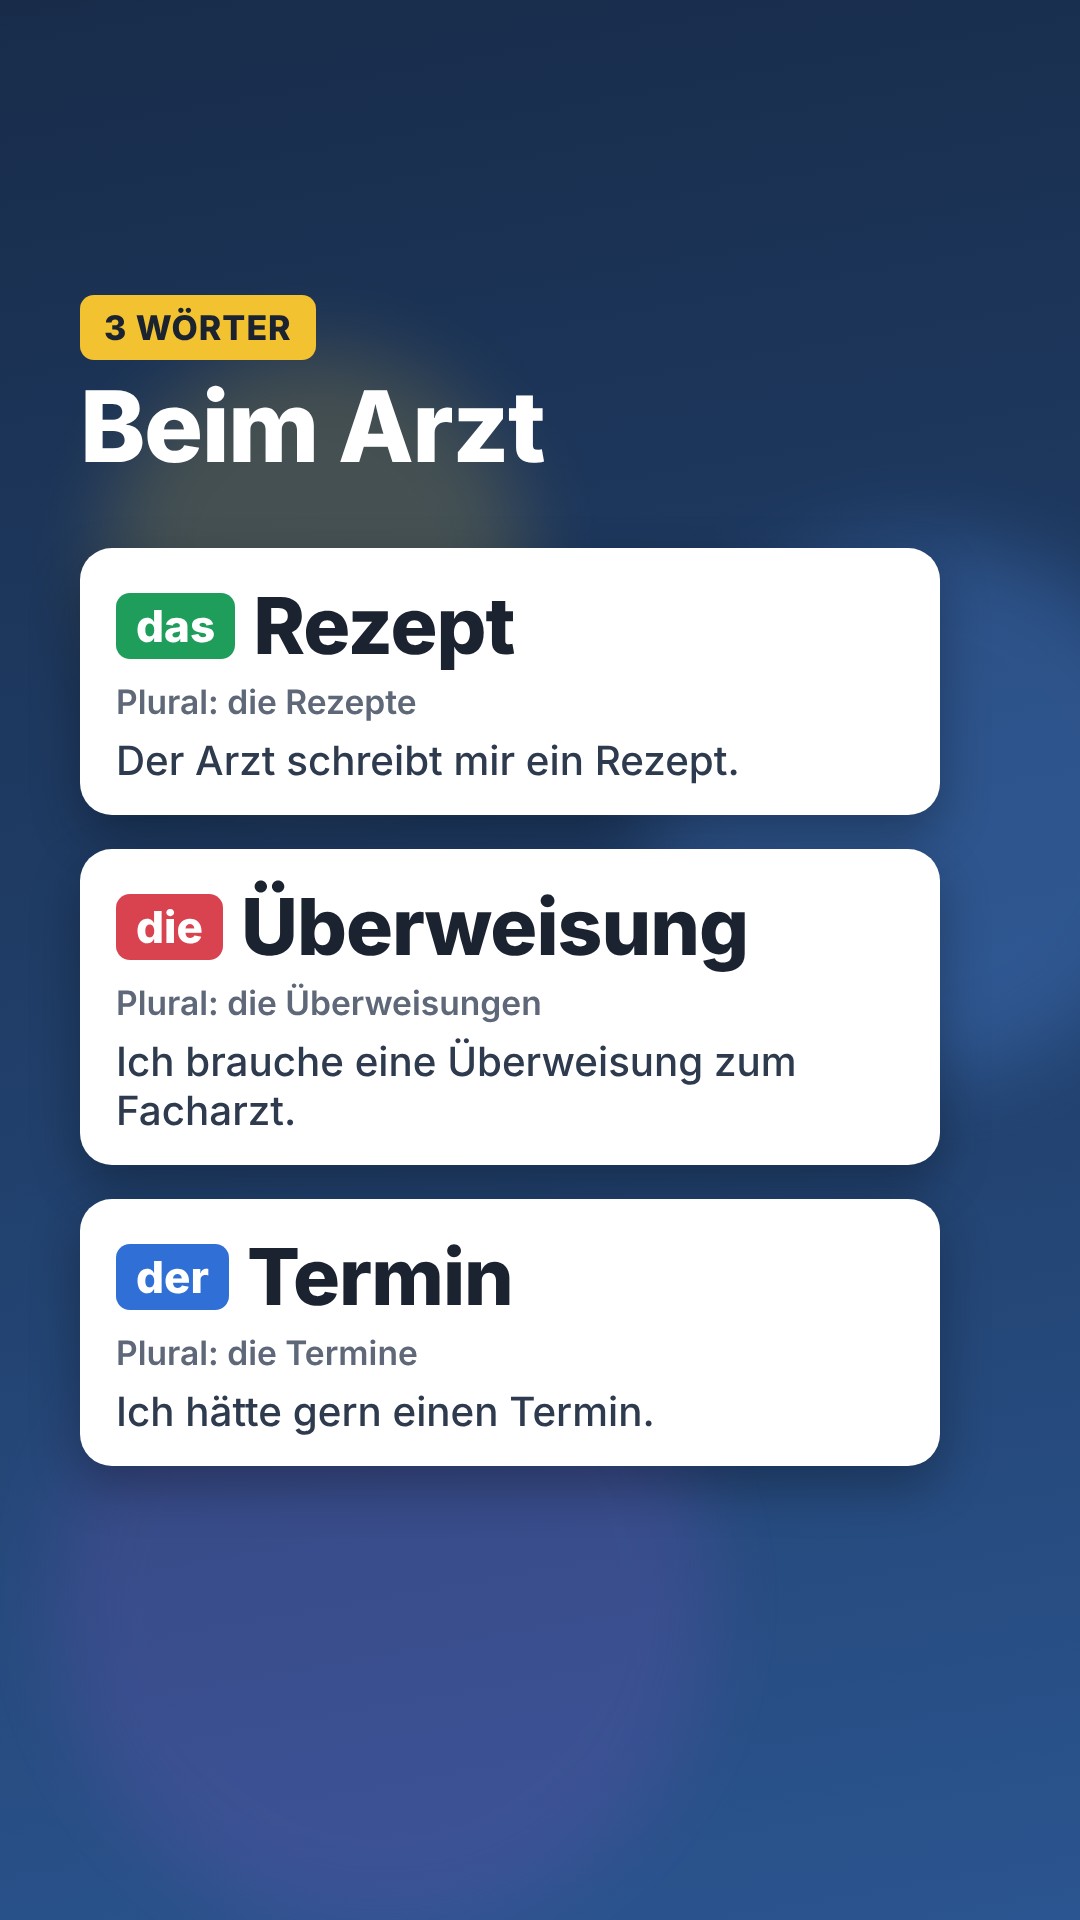 3 WÖRTER
Beim Arzt
das Rezept
Plural: die Rezepte
Der Arzt schreibt mir ein Rezept.
die Überweisung
Plural: die Überweisungen
Ich brauche eine Überweisung zum
Facharzt.
der Termin
Plural: die Termine
Ich hätte gern einen Termin.